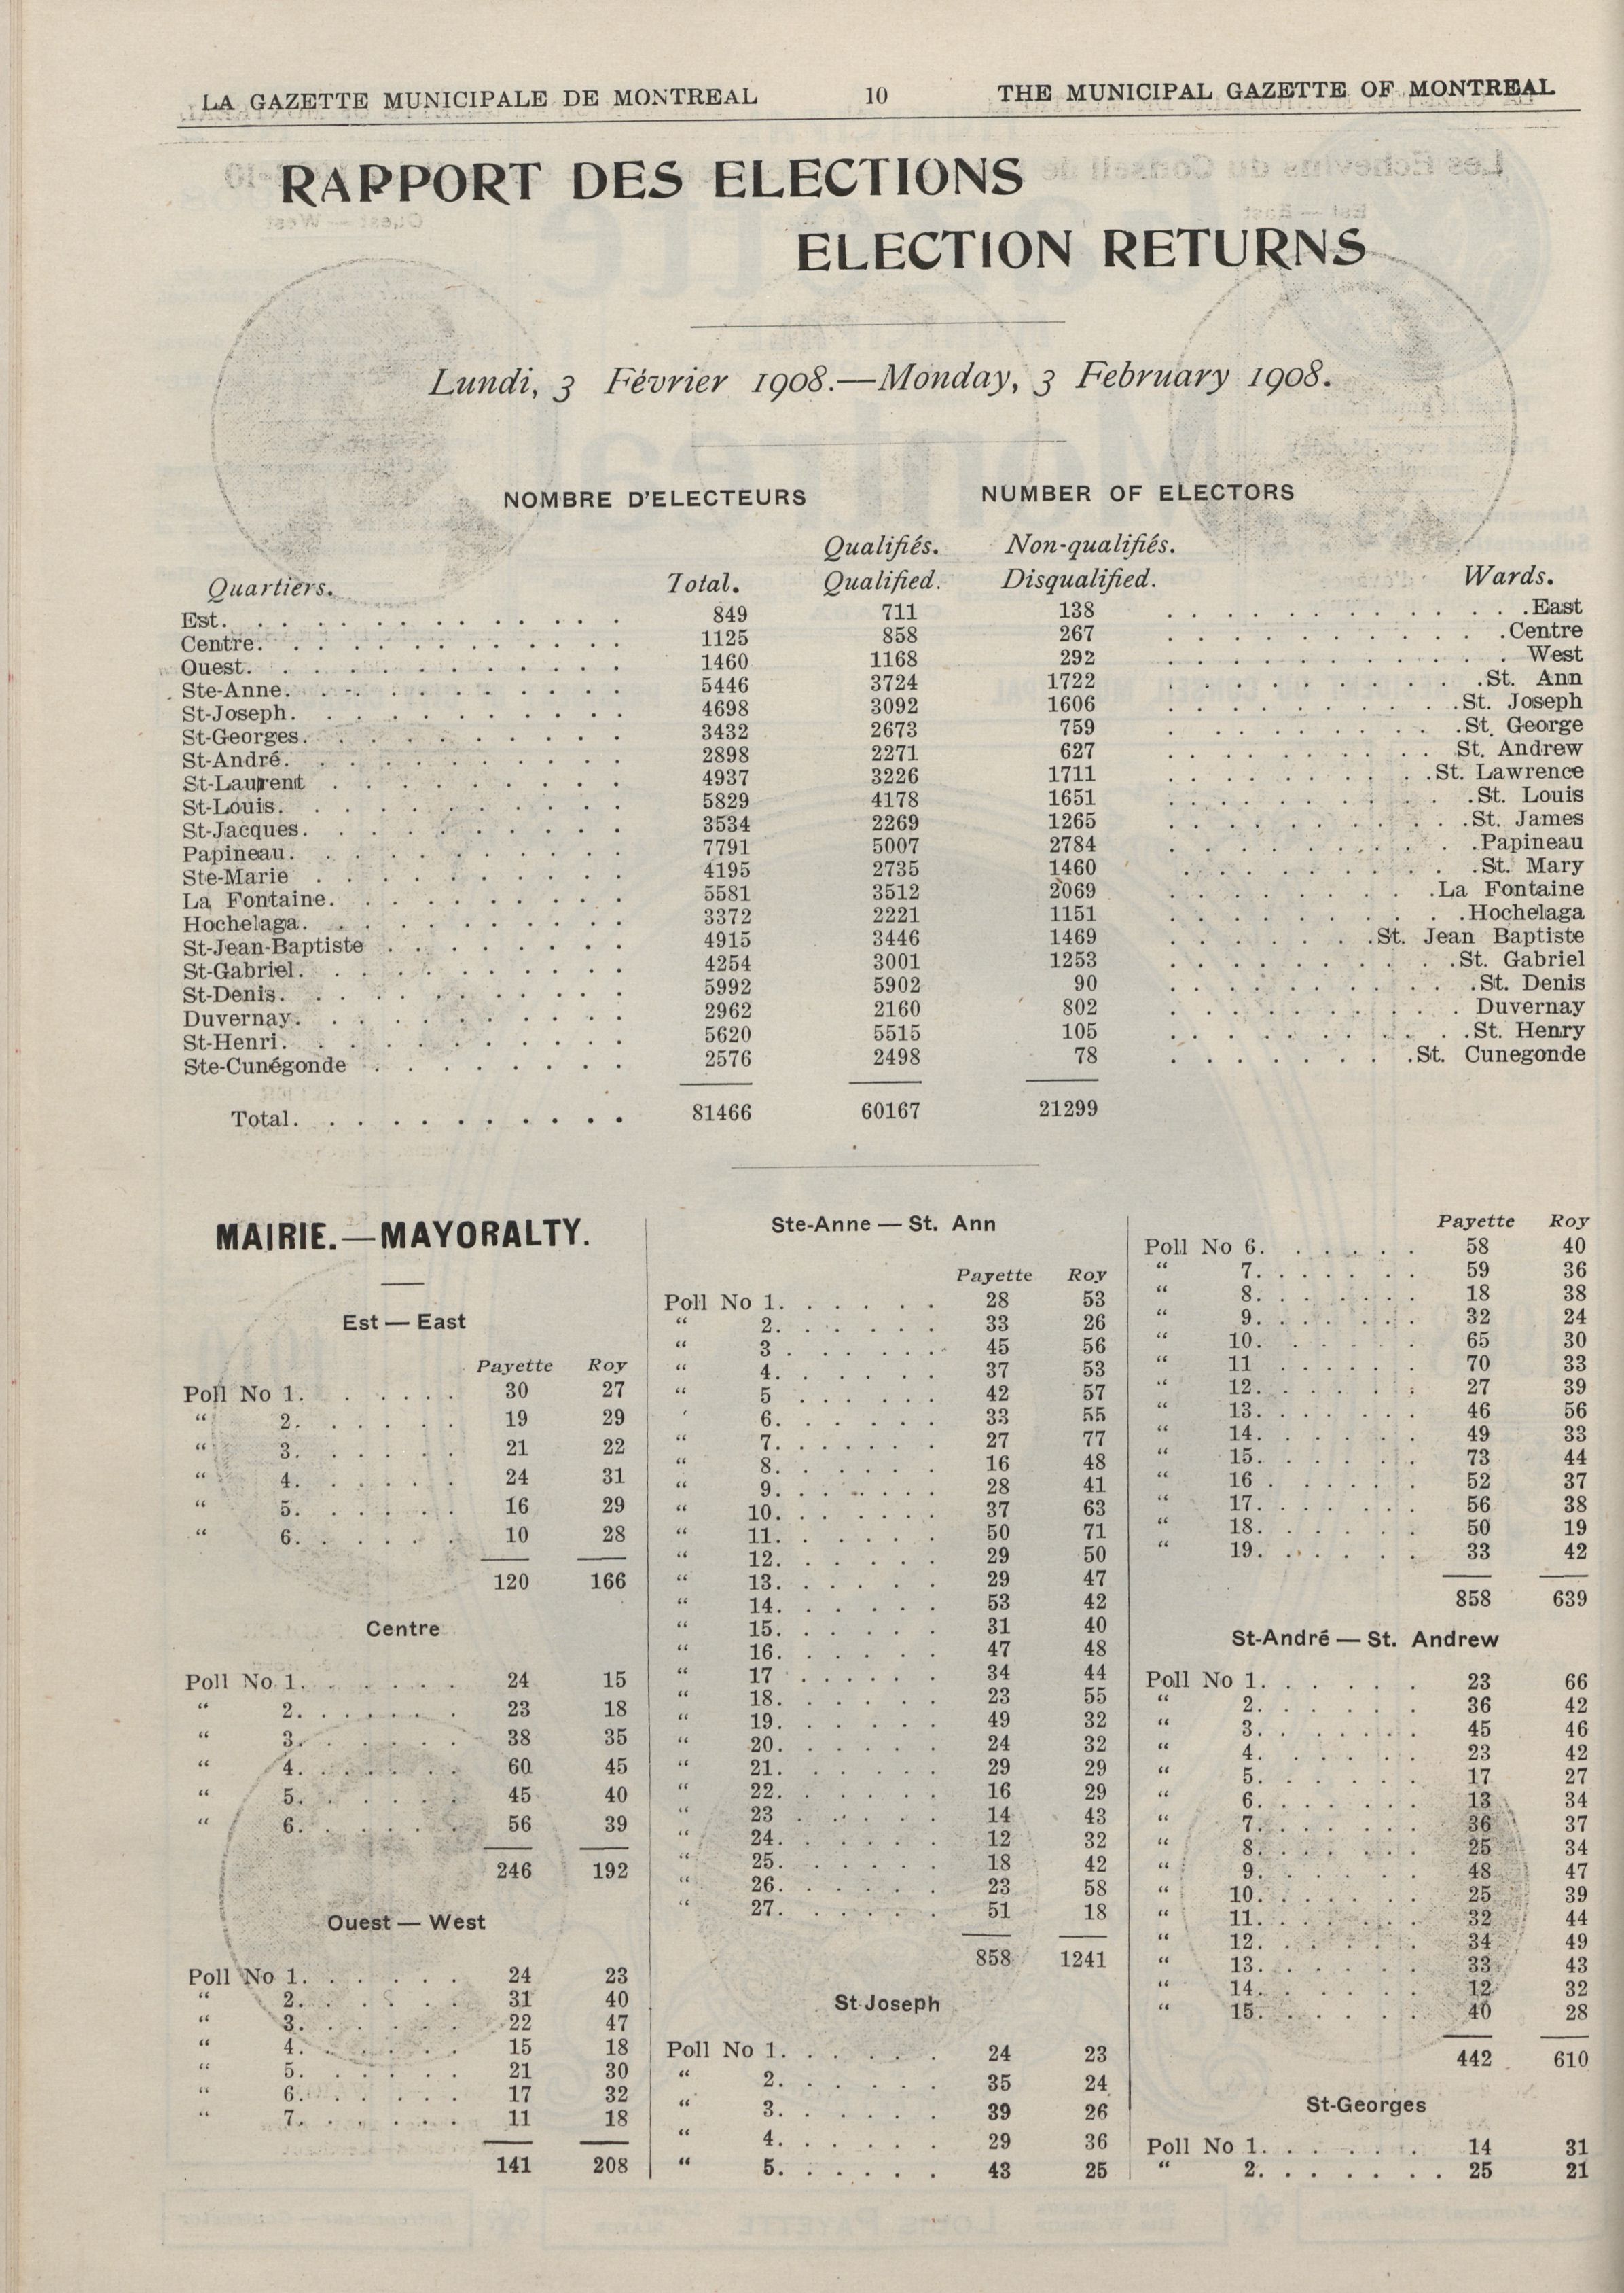 LA GAZETTE MUNICIPALE DE MONTREAL 10 THE MUNICIPAL GAZETTE OF MONTREAL
RAPPORT DES ELECTIONS
ELECTION RETURNS
Lundi, 3 Février 1908.—Monday, 3 February 1908.
NOMBRE D'ELECTEURS NUMBER OF ELECTORS
Qualifiés. Non-qualifiés.
Quartiers. Total. Qualified. Disqualified. Wards.
Est. 849 711 138 East
Centre. 1125 858 267 Centre
Ouest. 1460 1168 292 West
Ste-Anne. 5446 3724 1722 St. Ann
St-Joseph. 4698 3092 1606 St. Joseph
St-Georges. 3432 2673 759 St. George
St-André. 2898 2271 627 St. Andrew
St-Laurent 4937 3226 1711 St. Lawrence
St-Louis. 5829 4178 1651 St. Louis
St-Jacques. 3534 2269 1265 St. James
Papineau. 7791 5007 2784 Papineau
Ste-Marie 4195 2735 1460 St. Mary
La Fontaine. 5581 3512 2069 La Fontaine
Hochelaga. 3372 2221 1151 Hochelaga
St-Jean-Baptiste 4915 3446 1469 St. Jean Baptiste
St-Gabriel. 4254 3001 1253 St. Gabriel
St-Denis. 5992 5902 90 St. Denis
Duvernay. 2962 2160 802 Duvernay
St-Henri. 5620 5515 105 St. Henry
Ste-Cunégonde 2576 2498 78 St. Cunegonde
Total. 81466 60167 21299
MAIRIE.—MAYORALTY.
Est — East
Payette Roy
Poll No 1. 30 27
" 2. 19 29
" 3. 21 22
" 4. 24 31
" 5. 16 29
" 6. 10 28
120 166
Centre
Poll No 1. 24 15
" 2. 23 18
" 3. 38 35
" 4. 60 45
" 5. 45 40
" 6. 56 39
246 192
Ouest — West
Poll No 1. 24 23
" 2. 31 40
" 3. 22 47
" 4. 15 18
" 5. 21 30
" 6. 17 32
" 7. 11 18
141 208
Ste-Anne — St. Ann
Payette Roy
Poll No 1. 28 53
" 2. 33 26
" 3 . 45 56
" 4. 37 53
" 5 42 57
' 6. 33 55
" 7. 27 77
" 8. 16 48
" 9. 28 41
" 10. 37 63
" 11. 50 71
" 12. 29 50
" 13. 29 47
" 14. 53 42
" 15. 31 40
" 16. 47 48
" 17 34 44
" 18. 23 55
" 19. 49 32
" 20. 24 32
" 21. 29 29
" 22. 16 29
" 23 14 43
" 24. 12 32
" 25. 18 42
" 26. 23 58
" 27. 51 18
858 1241
St Joseph
Poll No 1. 24 23
" 2. 35 24
" 3. 39 26
" 4. 29 36
" 5. 43 25
Payette Roy
Poll No 6. 58 40
" 7. 59 36
" 8. 18 38
" 9. 32 24
" 10. 65 30
" 11 70 33
" 12. 27 39
" 13. 46 56
" 14. 49 33
" 15. 73 44
" 16 . 52 37
" 17. 56 38
" 18. 50 19
" 19. 33 42
858 639
St-André — St. Andrew
Poll No 1. 23 66
" 2. 36 42
" 3. 45 46
" 4. 23 42
" 5. 17 27
" 6. 13 34
" 7. 36 37
" 8. 25 34
" 9. 48 47
" 10. 25 39
" 11. 32 44
" 12. 34 49
" 13. 33 43
" 14. 12 32
" 15. 40 28
442 610
St-Georges
Poll No 1. 14 31
" 2. 25 21